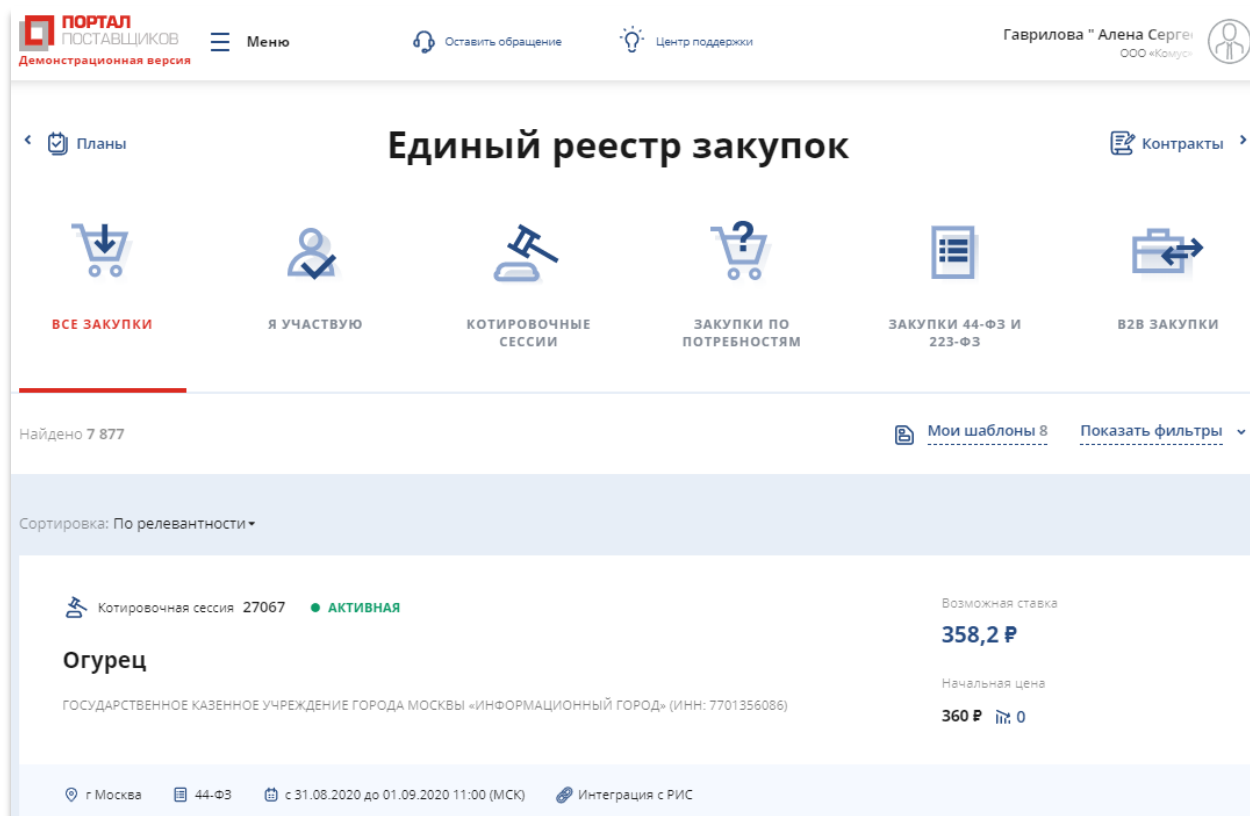 ПОРТАЛ
ПОСТАВЩИКОВ
Демонстрационная версия
Меню
Оставить обращение
Центр поддержки
Гаврилова " Алена Серге
ООО «Комус»
Планы
Единый реестр закупок
Контракты
ВСЕ ЗАКУПКИ
Я УЧАСТВУЮ
КОТИРОВОЧНЫЕ
СЕССИИ
ЗАКУПКИ ПО
ПОТРЕБНОСТЯМ
ЗАКУПКИ 44-ФЗ И
223-ФЗ
B2B ЗАКУПКИ
Найдено 7 877
Мои шаблоны 8
Показать фильтры
Сортировка: По релевантности
Котировочная сессия 27067
АКТИВНАЯ
Возможная ставка
358,2 ₽
Огурец
Начальная цена
ГОСУДАРСТВЕННОЕ КАЗЕННОЕ УЧРЕЖДЕНИЕ ГОРОДА МОСКВЫ «ИНФОРМАЦИОННЫЙ ГОРОД» (ИНН: 7701356086)
360 ₽ 0
г Москва
44-ФЗ
с 31.08.2020 до 01.09.2020 11:00 (МСК)
Интеграция с РИС